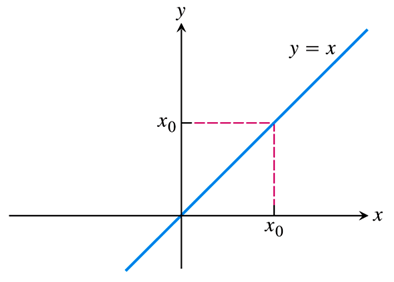 y
y = x
x₀
x
x₀